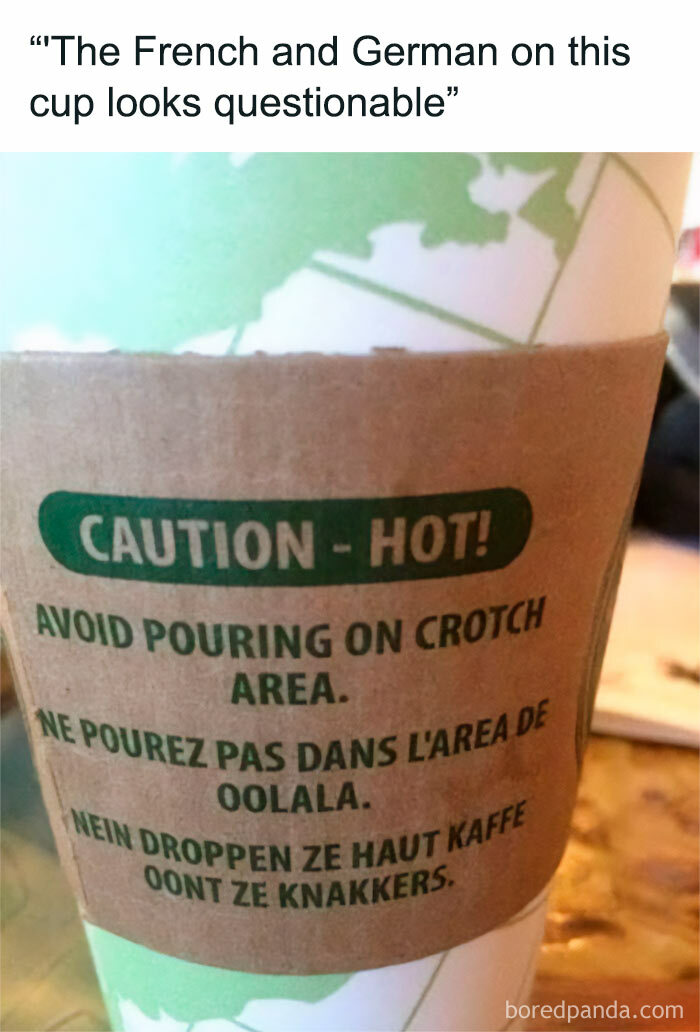 “'The French and German on this
cup looks questionable”
CAUTION - HOT!
AVOID POURING ON CROTCH
AREA.
NE POUREZ PAS DANS L'AREA DE
OOLALA.
NEIN DROPPEN ZE HAUT KAFFE
OONT ZE KNAKKERS.
boredpanda.com